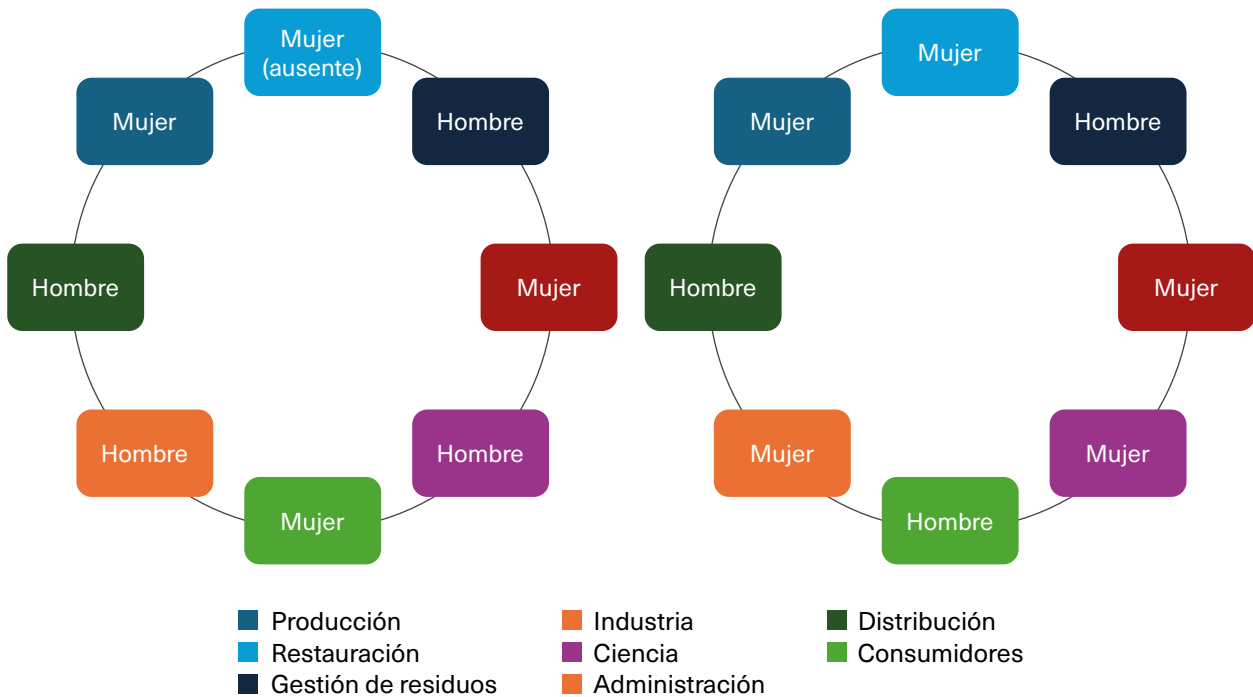 Mujer
(ausente)
Mujer
Hombre
Hombre
Mujer
Hombre
Hombre
Mujer
Mujer
Mujer
Hombre
Hombre
Mujer
Mujer
Mujer
Hombre
Producción
Restauración
Gestión de residuos
Industria
Ciencia
Administración
Distribución
Consumidores